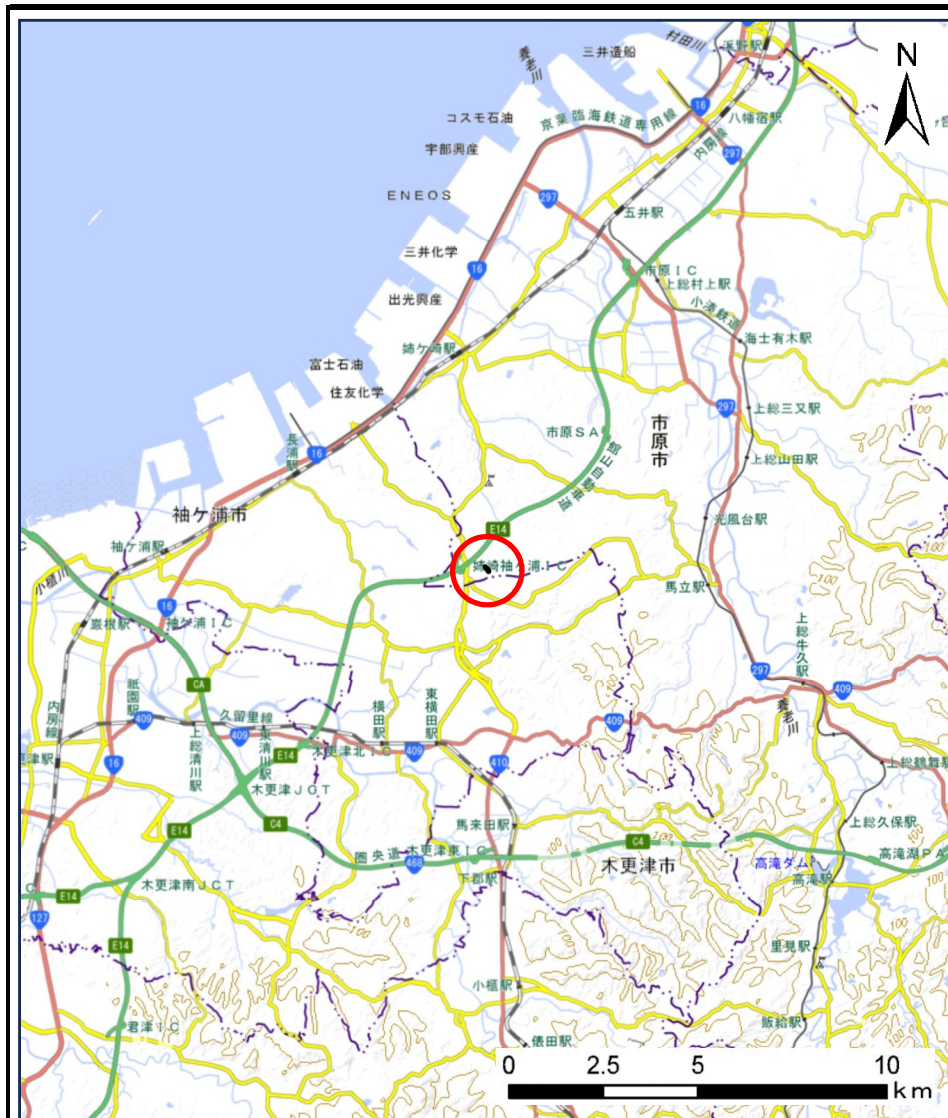 村田川
浜野駅
三井造船
養老川
N
16
八幡宿駅
コスモ石油
京葉臨海鉄道専用線
内房線
297
宇部興産
ENEOS
297
五井駅
三井化学
16
市原IC
上総村上駅
出光興産
小湊鉄道
姉ケ崎駅
海士有木駅
富士石油
住友化学
297
上総三又駅
市原市
100
市原SA
長浦駅
16
上総山田駅
館山自動車道
袖ケ浦市
光風台駅
E14
袖ケ浦駅
姉崎袖ケ浦IC
小櫃川
馬立駅
100
16
巌根駅
袖ケ浦IC
上総牛久駅
297
409
CA
祇園駅
横田駅
東横田駅
養老川
内房線
409
久留里線
409
409
上総清川駅
東清川駅
E14
木更津北IC
409
410
上総鶴舞駅
16
木更津JCT
C4
馬来田駅
上総久保駅
E14
100
C4
圏央道
木更津東IC
高滝湖PA
468
木更津市
高滝ダム
下郡駅
高滝駅
木更津南JCT
E14
100
127
E14
里見駅
小櫃駅
君津IC
飯給駅
俵田駅
0 2.5 5 10
km